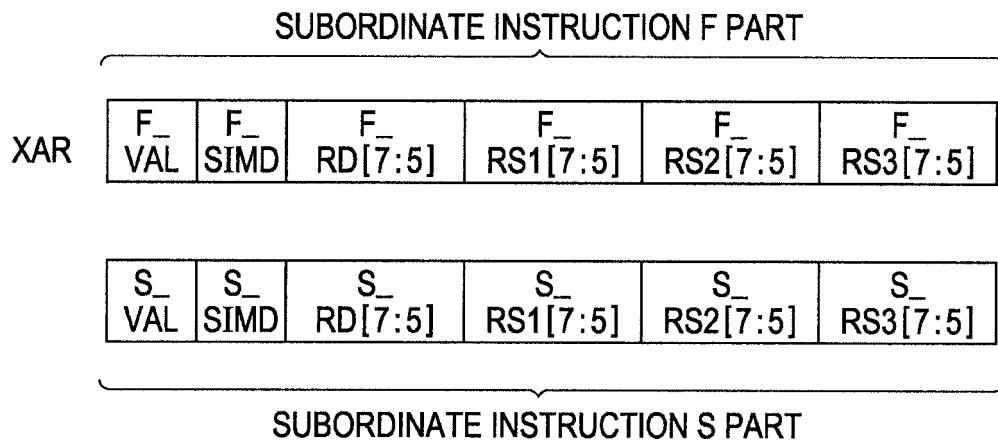 SUBORDINATE INSTRUCTION F PART
XAR
F_ F_ F_ F_ F_ F_
VAL SIMD RD[7:5] RS1[7:5] RS2[7:5] RS3[7:5]
S_ S_ S_ S_ S_ S_
VAL SIMD RD[7:5] RS1[7:5] RS2[7:5] RS3[7:5]
SUBORDINATE INSTRUCTION S PART